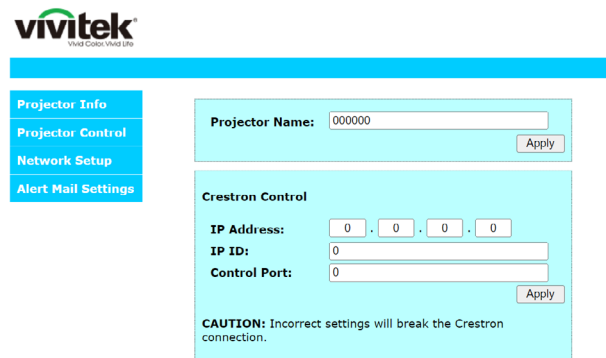 vivitek
Vivid Color, Vivid Life
Projector Info
Projector Control
Network Setup
Alert Mail Settings
Projector Name: 000000
Apply
Crestron Control
IP Address: 0 . 0 . 0 . 0
IP ID: 0
Control Port: 0
Apply
CAUTION: Incorrect settings will break the Crestron
connection.